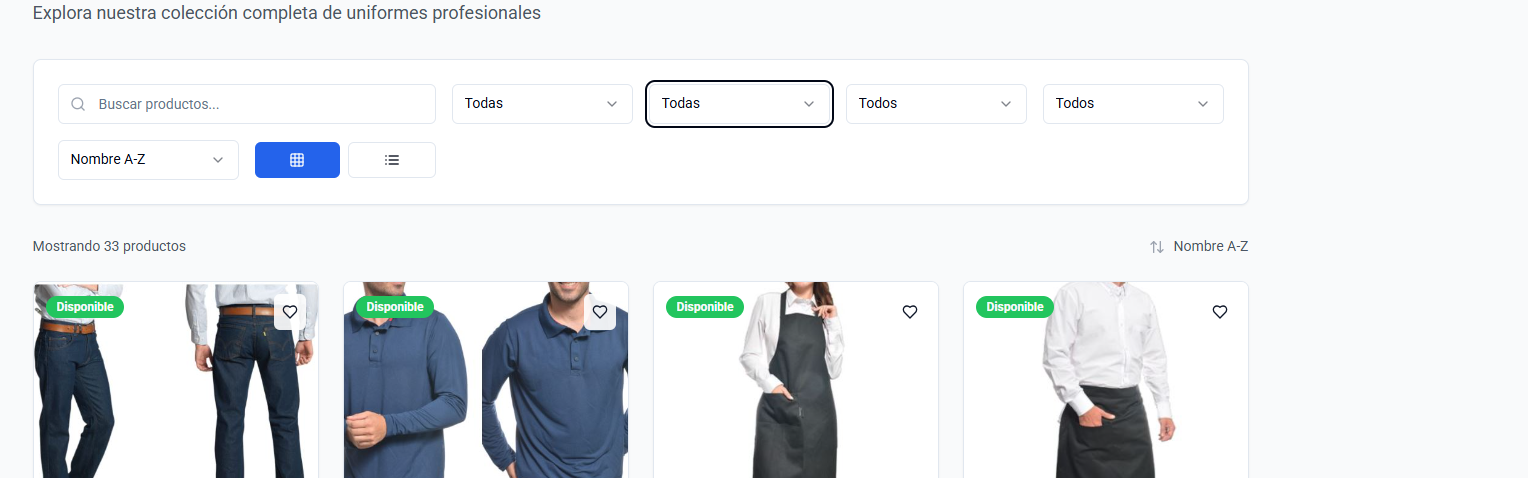 Explora nuestra colección completa de uniformes profesionales
Buscar productos...
Todas
Todas
Todos
Todos
Nombre A-Z
Mostrando 33 productos
Nombre A-Z
Disponible
Disponible
Disponible
Disponible